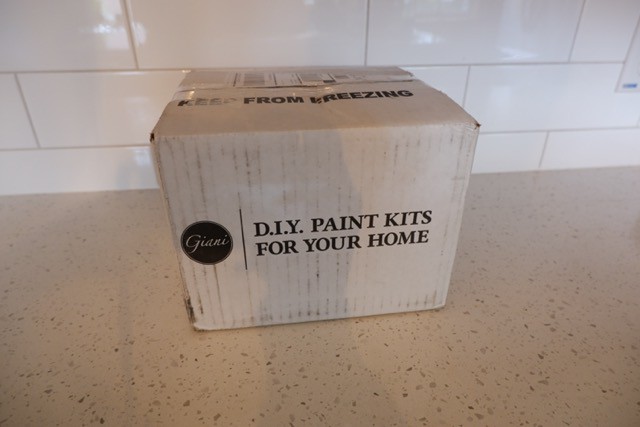 KEEP FROM FREEZING
Giani
D.I.Y. PAINT KITS
FOR YOUR HOME